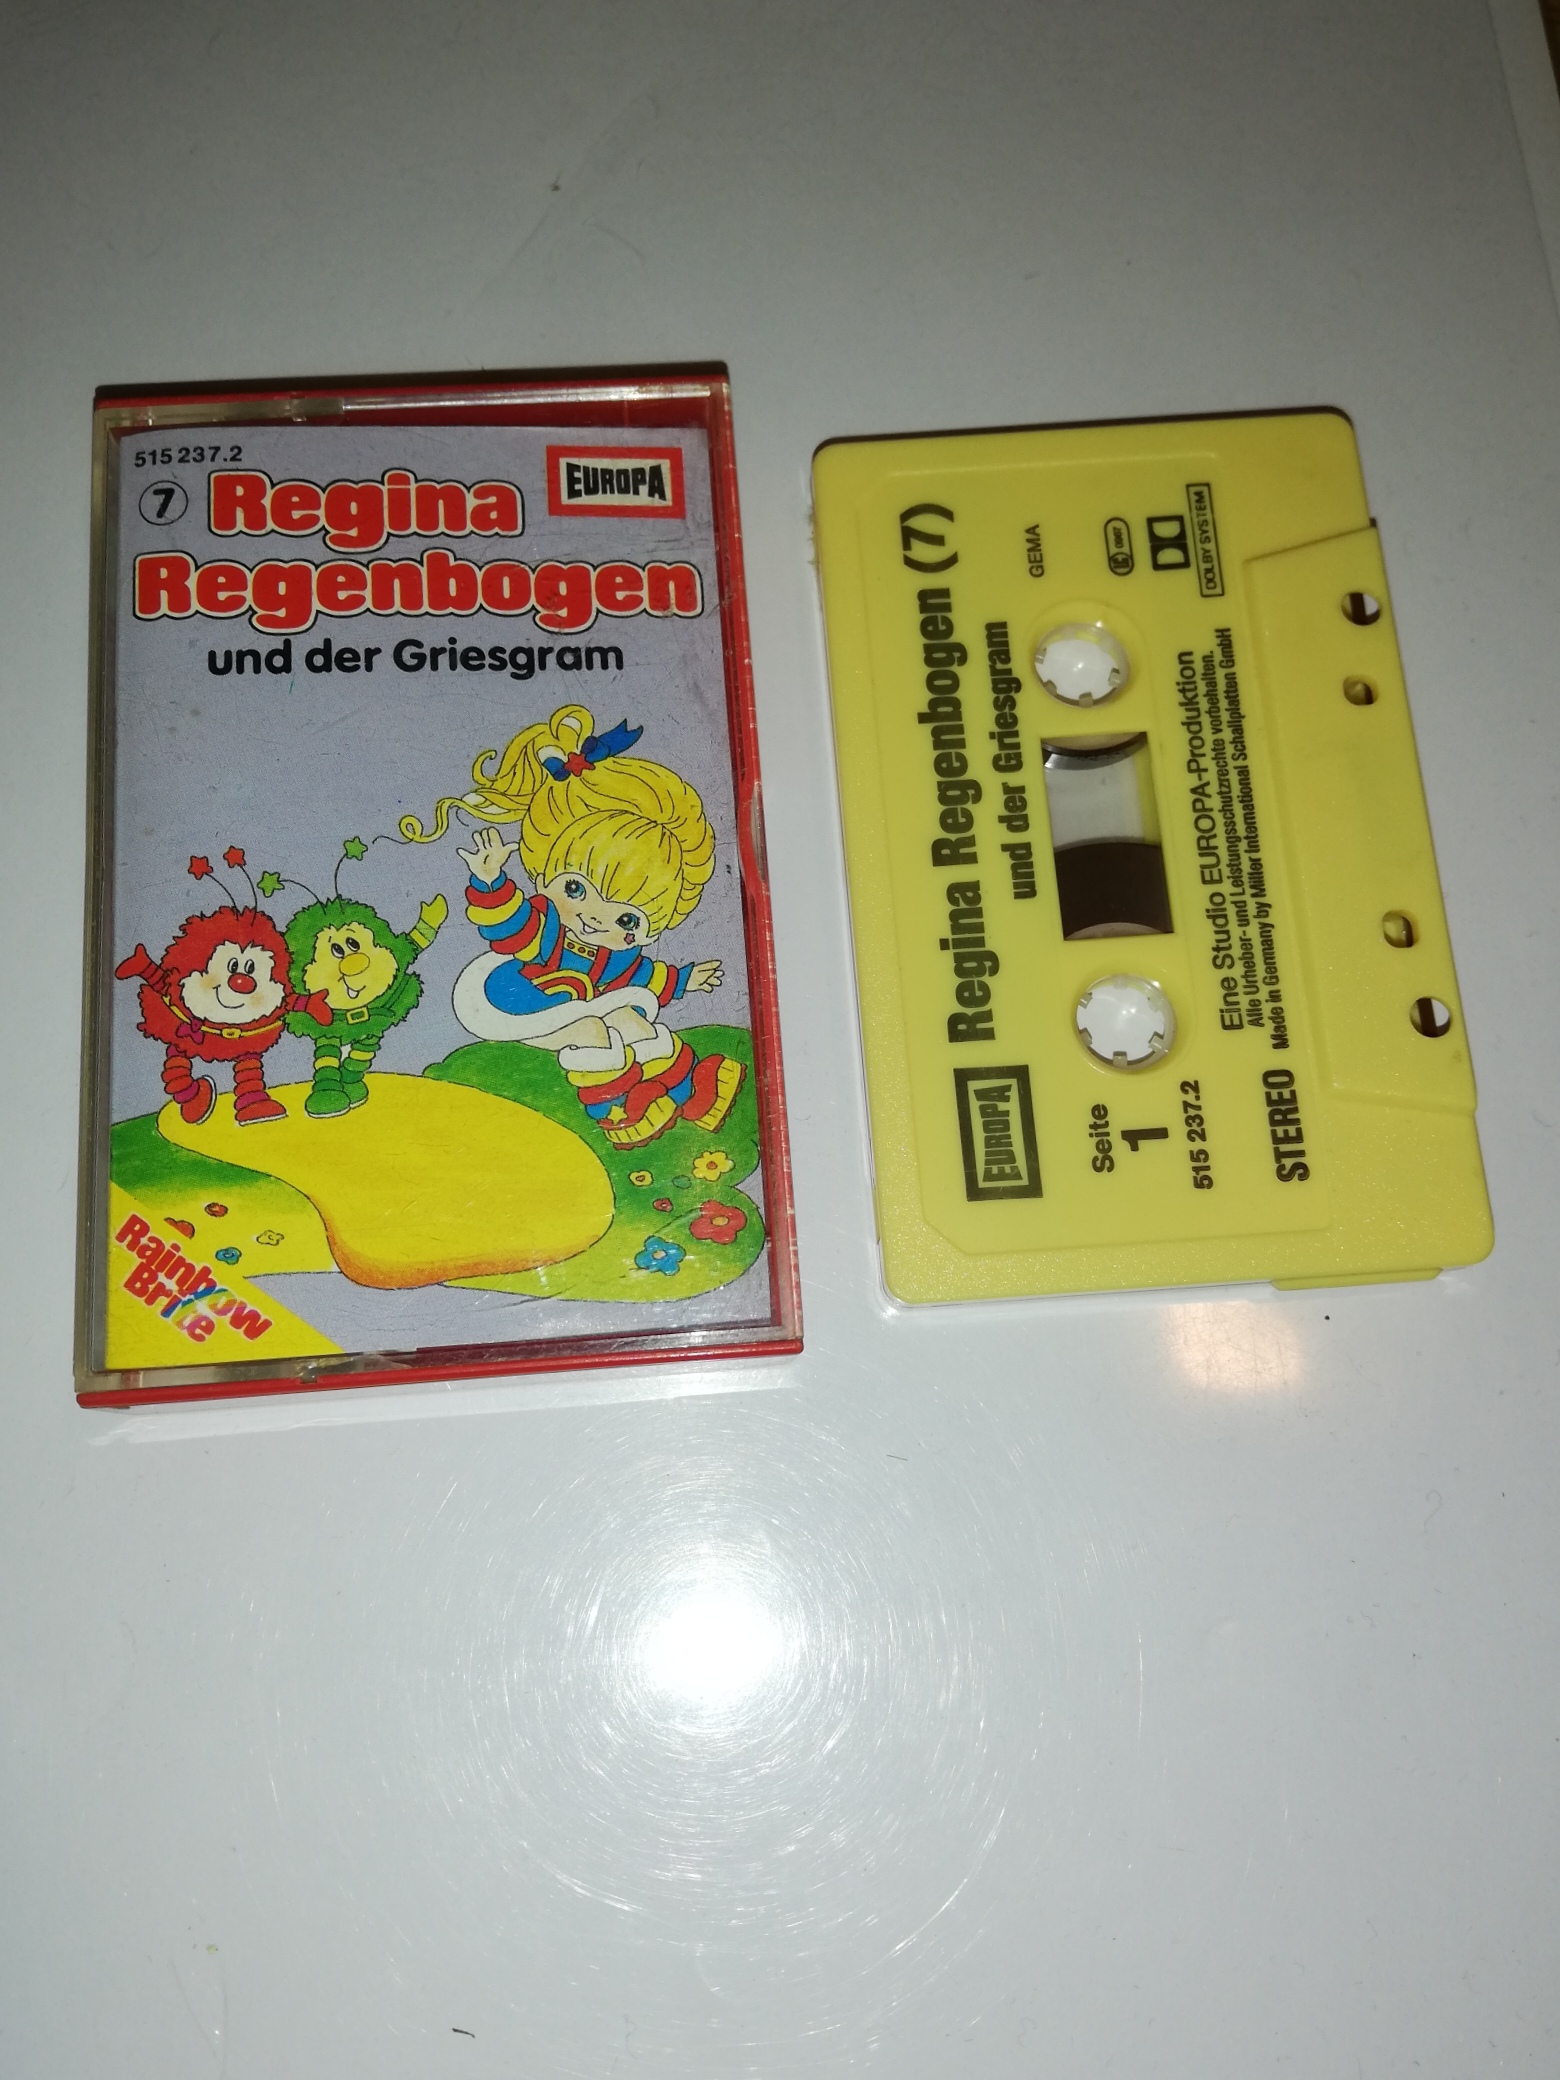 515 237.2
EUROPA
7 Regina
Regenbogen
und der Griesgram
Rainbow
Brite
EUROPA Regina Regenbogen (7)
und der Griesgram
GEMA
Seite
1
515 237.2
DOLBY SYSTEM
Eine Studio EUROPA-Produktion
Alle Urheber- und Leistungsschutzrechte vorbehalten.
STEREO Made in Germany by Miller International Schallplatten GmbH